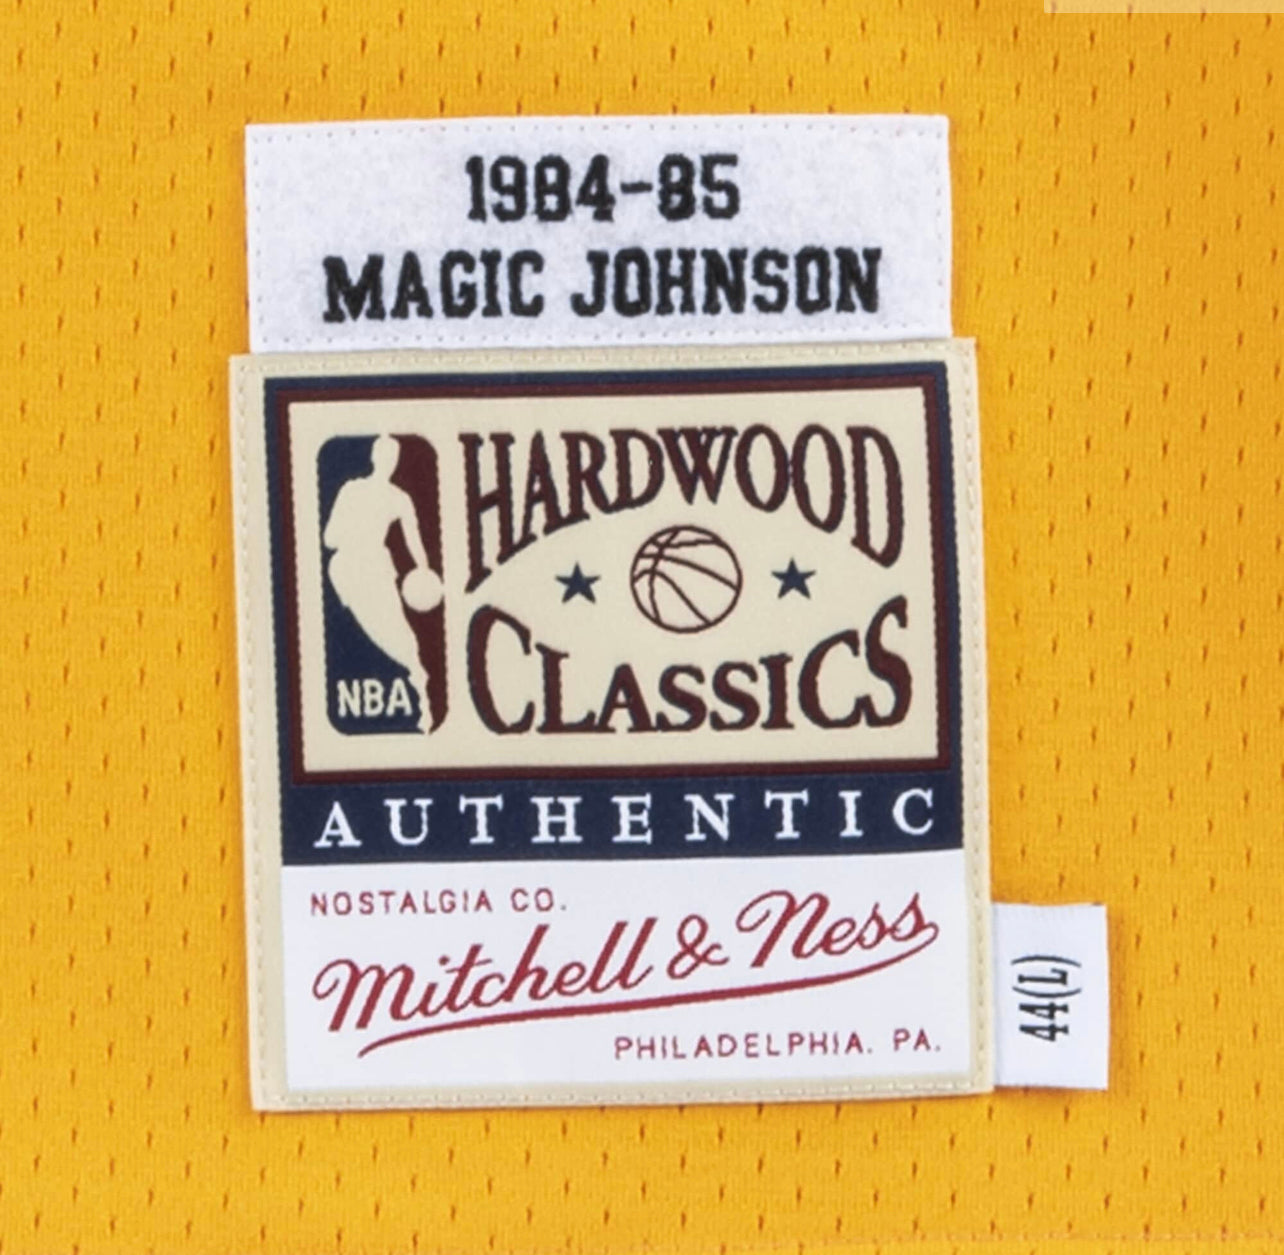 1984-85
MAGIC JOHNSON
HARDWOOD
CLASSICS
NBA
AUTHENTIC
NOSTALGIA CO.
Mitchell & Ness
PHILADELPHIA. PA.
44(L)